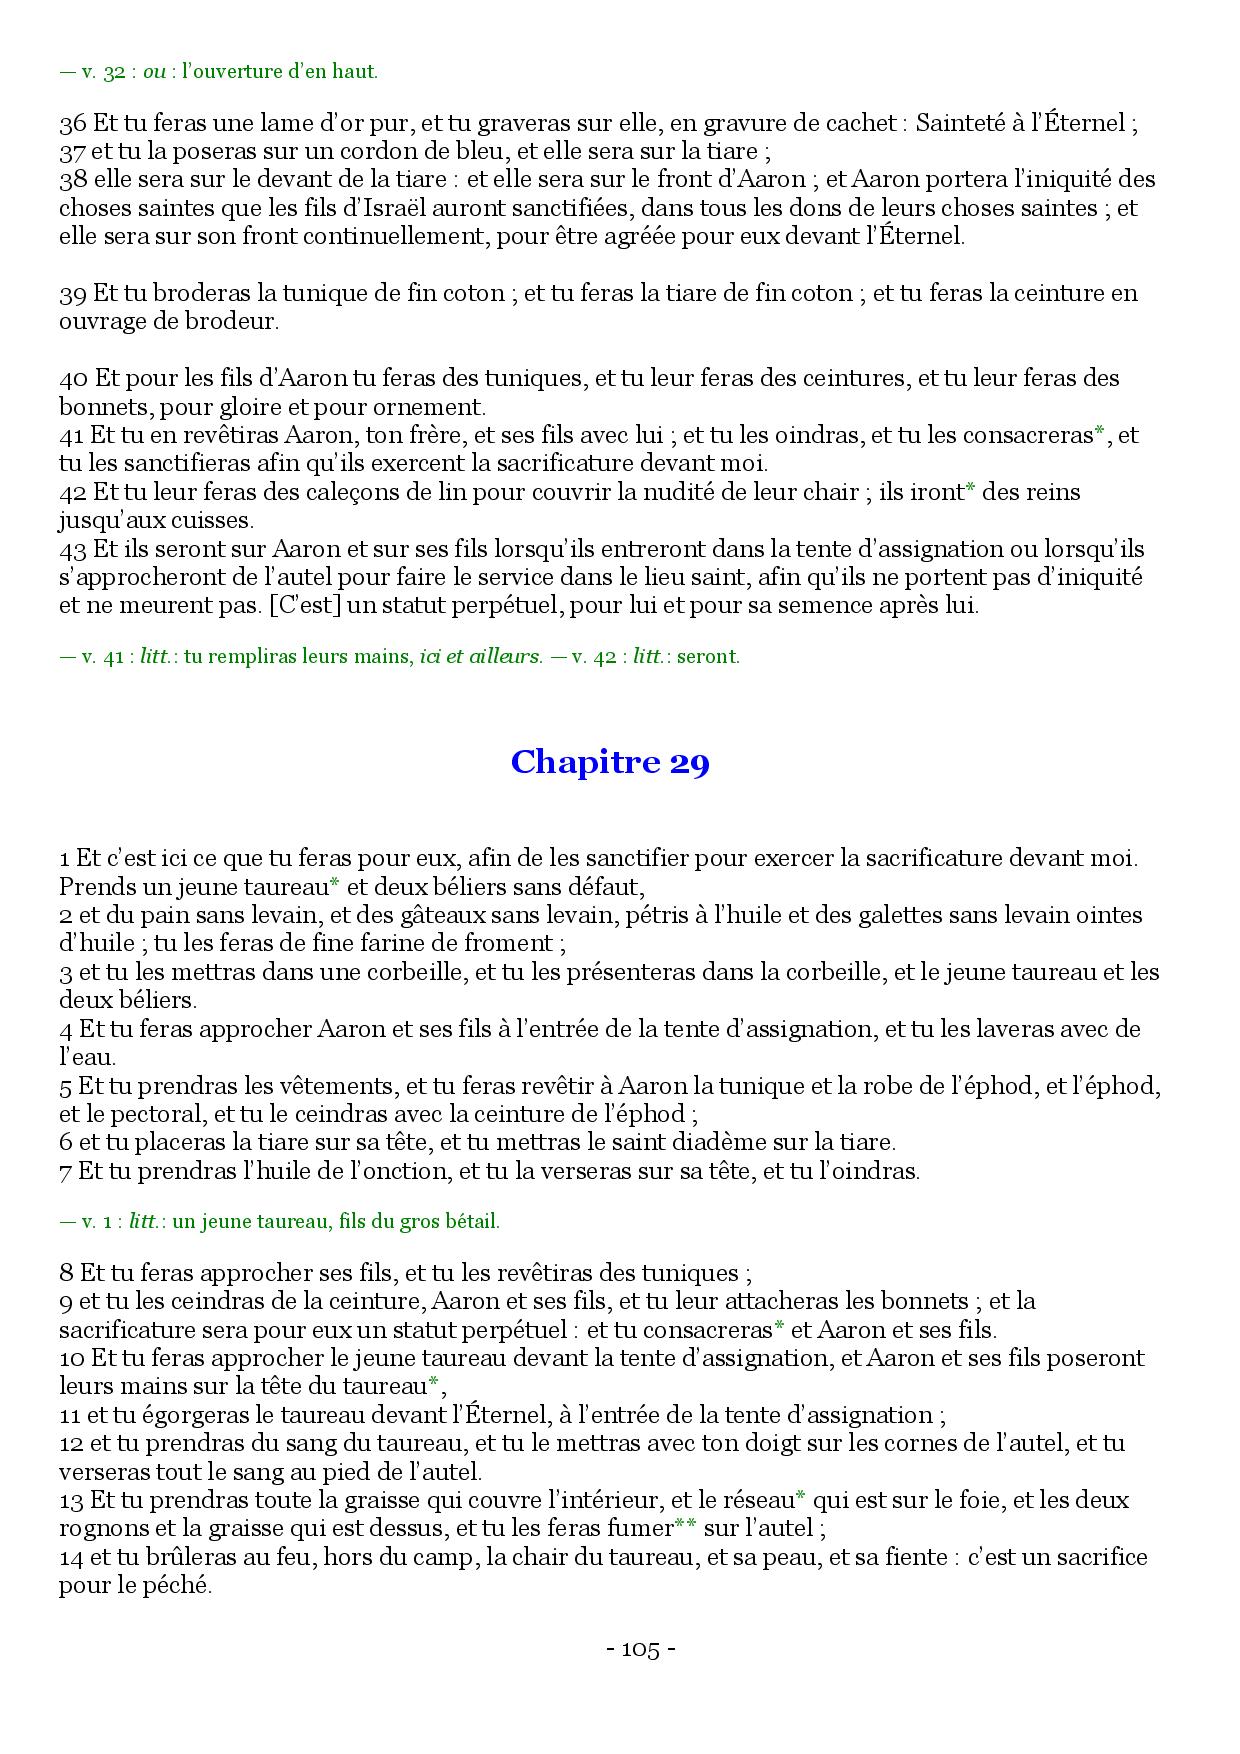 — v. 32 : ou : l’ouverture d’en haut.
36 Et tu feras une lame d’or pur, et tu graveras sur elle, en gravure de cachet : Sainteté à l’Éternel ;
37 et tu la poseras sur un cordon de bleu, et elle sera sur la tiare ;
38 elle sera sur le devant de la tiare : et elle sera sur le front d’Aaron ; et Aaron portera l’iniquité des
choses saintes que les fils d’Israël auront sanctifiées, dans tous les dons de leurs choses saintes ; et
elle sera sur son front continuellement, pour être agréée pour eux devant l’Éternel.
39 Et tu broderas la tunique de fin coton ; et tu feras la tiare de fin coton ; et tu feras la ceinture en
ouvrage de brodeur.
40 Et pour les fils d’Aaron tu feras des tuniques, et tu leur feras des ceintures, et tu leur feras des
bonnets, pour gloire et pour ornement.
41 Et tu en revêtiras Aaron, ton frère, et ses fils avec lui ; et tu les oindras, et tu les consacreras*, et
tu les sanctifieras afin qu’ils exercent la sacrificature devant moi.
42 Et tu leur feras des caleçons de lin pour couvrir la nudité de leur chair ; ils iront* des reins
jusqu’aux cuisses.
43 Et ils seront sur Aaron et sur ses fils lorsqu’ils entreront dans la tente d’assignation ou lorsqu’ils
s’approcheront de l’autel pour faire le service dans le lieu saint, afin qu’ils ne portent pas d’iniquité
et ne meurent pas. [C’est] un statut perpétuel, pour lui et pour sa semence après lui.
— v. 41 : litt.: tu rempliras leurs mains, ici et ailleurs. — v. 42 : litt.: seront.
Chapitre 29
1 Et c’est ici ce que tu feras pour eux, afin de les sanctifier pour exercer la sacrificature devant moi.
Prends un jeune taureau* et deux béliers sans défaut,
2 et du pain sans levain, et des gâteaux sans levain, pétris à l’huile et des galettes sans levain ointes
d’huile ; tu les feras de fine farine de froment ;
3 et tu les mettras dans une corbeille, et tu les présenteras dans la corbeille, et le jeune taureau et les
deux béliers.
4 Et tu feras approcher Aaron et ses fils à l’entrée de la tente d’assignation, et tu les laveras avec de
l’eau.
5 Et tu prendras les vêtements, et tu feras revêtir à Aaron la tunique et la robe de l’éphod, et l’éphod,
et le pectoral, et tu le ceindras avec la ceinture de l’éphod ;
6 et tu placeras la tiare sur sa tête, et tu mettras le saint diadème sur la tiare.
7 Et tu prendras l’huile de l’onction, et tu la verseras sur sa tête, et tu l’oindras.
— v. 1 : litt.: un jeune taureau, fils du gros bétail.
8 Et tu feras approcher ses fils, et tu les revêtiras des tuniques ;
9 et tu les ceindras de la ceinture, Aaron et ses fils, et tu leur attacheras les bonnets ; et la
sacrificature sera pour eux un statut perpétuel : et tu consacreras* et Aaron et ses fils.
10 Et tu feras approcher le jeune taureau devant la tente d’assignation, et Aaron et ses fils poseront
leurs mains sur la tête du taureau*,
11 et tu égorgeras le taureau devant l’Éternel, à l’entrée de la tente d’assignation ;
12 et tu prendras du sang du taureau, et tu le mettras avec ton doigt sur les cornes de l’autel, et tu
verseras tout le sang au pied de l’autel.
13 Et tu prendras toute la graisse qui couvre l’intérieur, et le réseau* qui est sur le foie, et les deux
rognons et la graisse qui est dessus, et tu les feras fumer** sur l’autel ;
14 et tu brûleras au feu, hors du camp, la chair du taureau, et sa peau, et sa fiente : c’est un sacrifice
pour le péché.
- 105 -